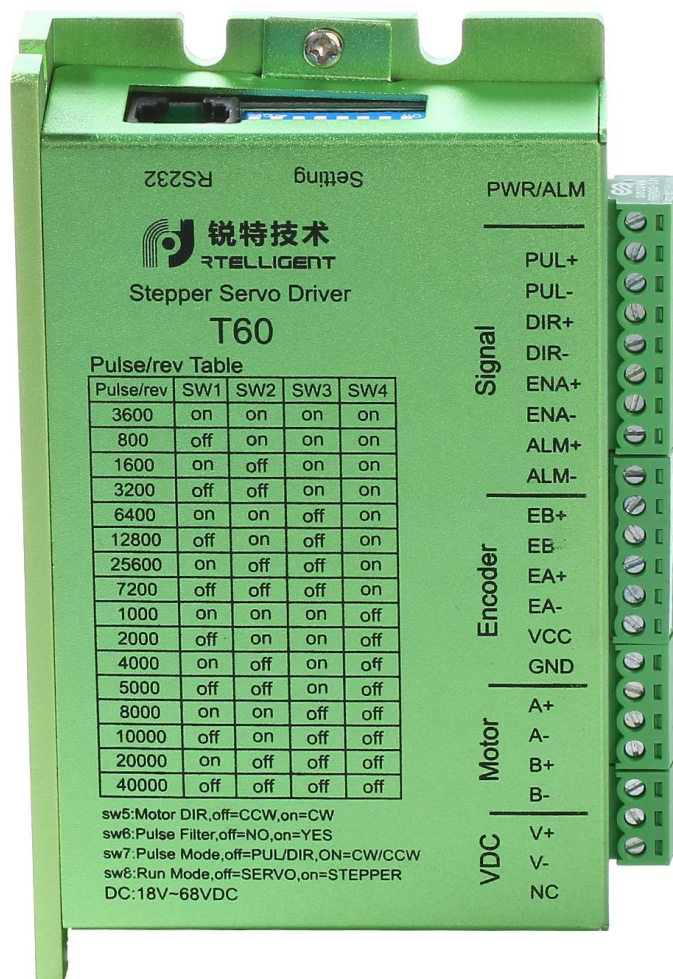 RS232 Setting
PWR/ALM
锐特技术
RTELLIGENT
Stepper Servo Driver
T60
Pulse/rev Table
Pulse/rev SW1 SW2 SW3 SW4
3600 on on on on
800 off on on on
1600 on off on on
3200 off off on on
6400 on on off on
12800 off on off on
25600 on off off on
7200 off off off on
1000 on on on off
2000 off on on off
4000 on off on off
5000 off off on off
8000 on on off off
10000 off on off off
20000 on off off off
40000 off off off off
sw5:Motor DIR,off=CCW,on=CW
sw6:Pulse Filter,off=NO,on=YES
sw7:Pulse Mode,off=PUL/DIR,ON=CW/CCW
sw8:Run Mode,off=SERVO,on=STEPPER
DC:18V~68VDC
Signal
PUL+
PUL-
DIR+
DIR-
ENA+
ENA-
ALM+
ALM-
Encoder
EB+
EB-
EA+
EA-
VCC
GND
Motor
A+
A-
B+
B-
VDC
V+
V-
NC